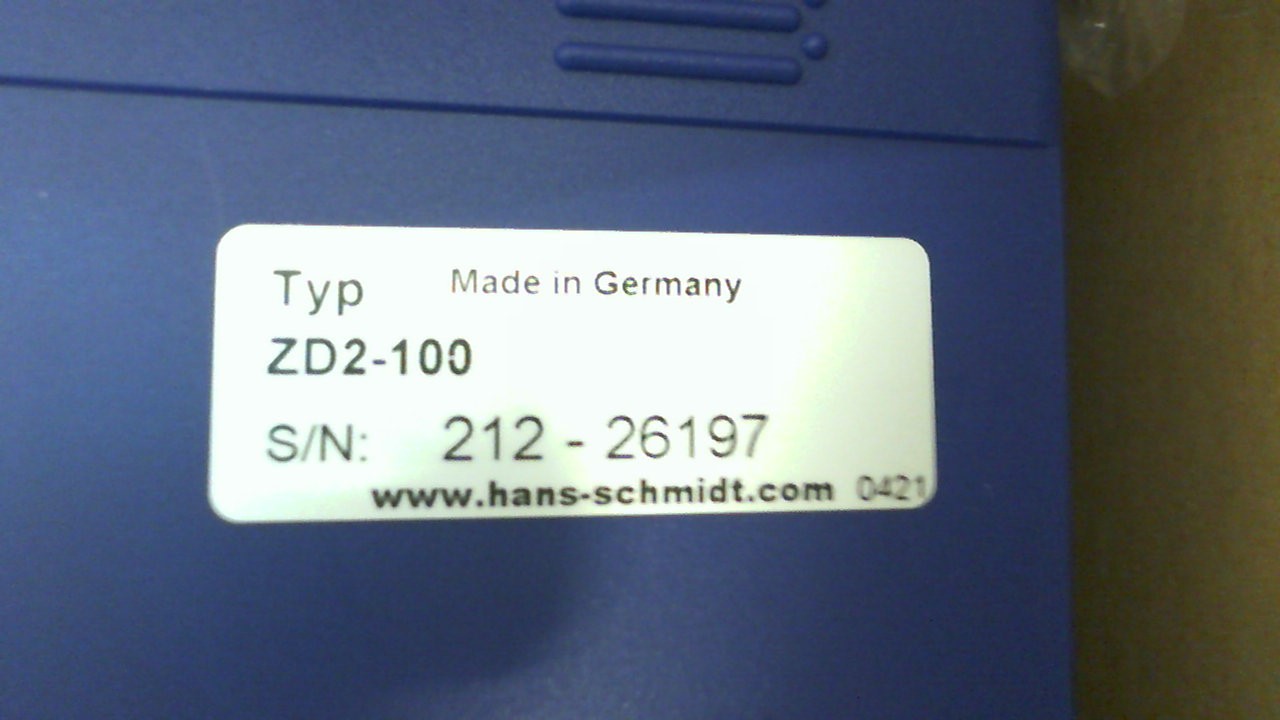 Typ Made in Germany
ZD2-100
S/N: 212 - 26197
www.hans-schmidt.com 0421